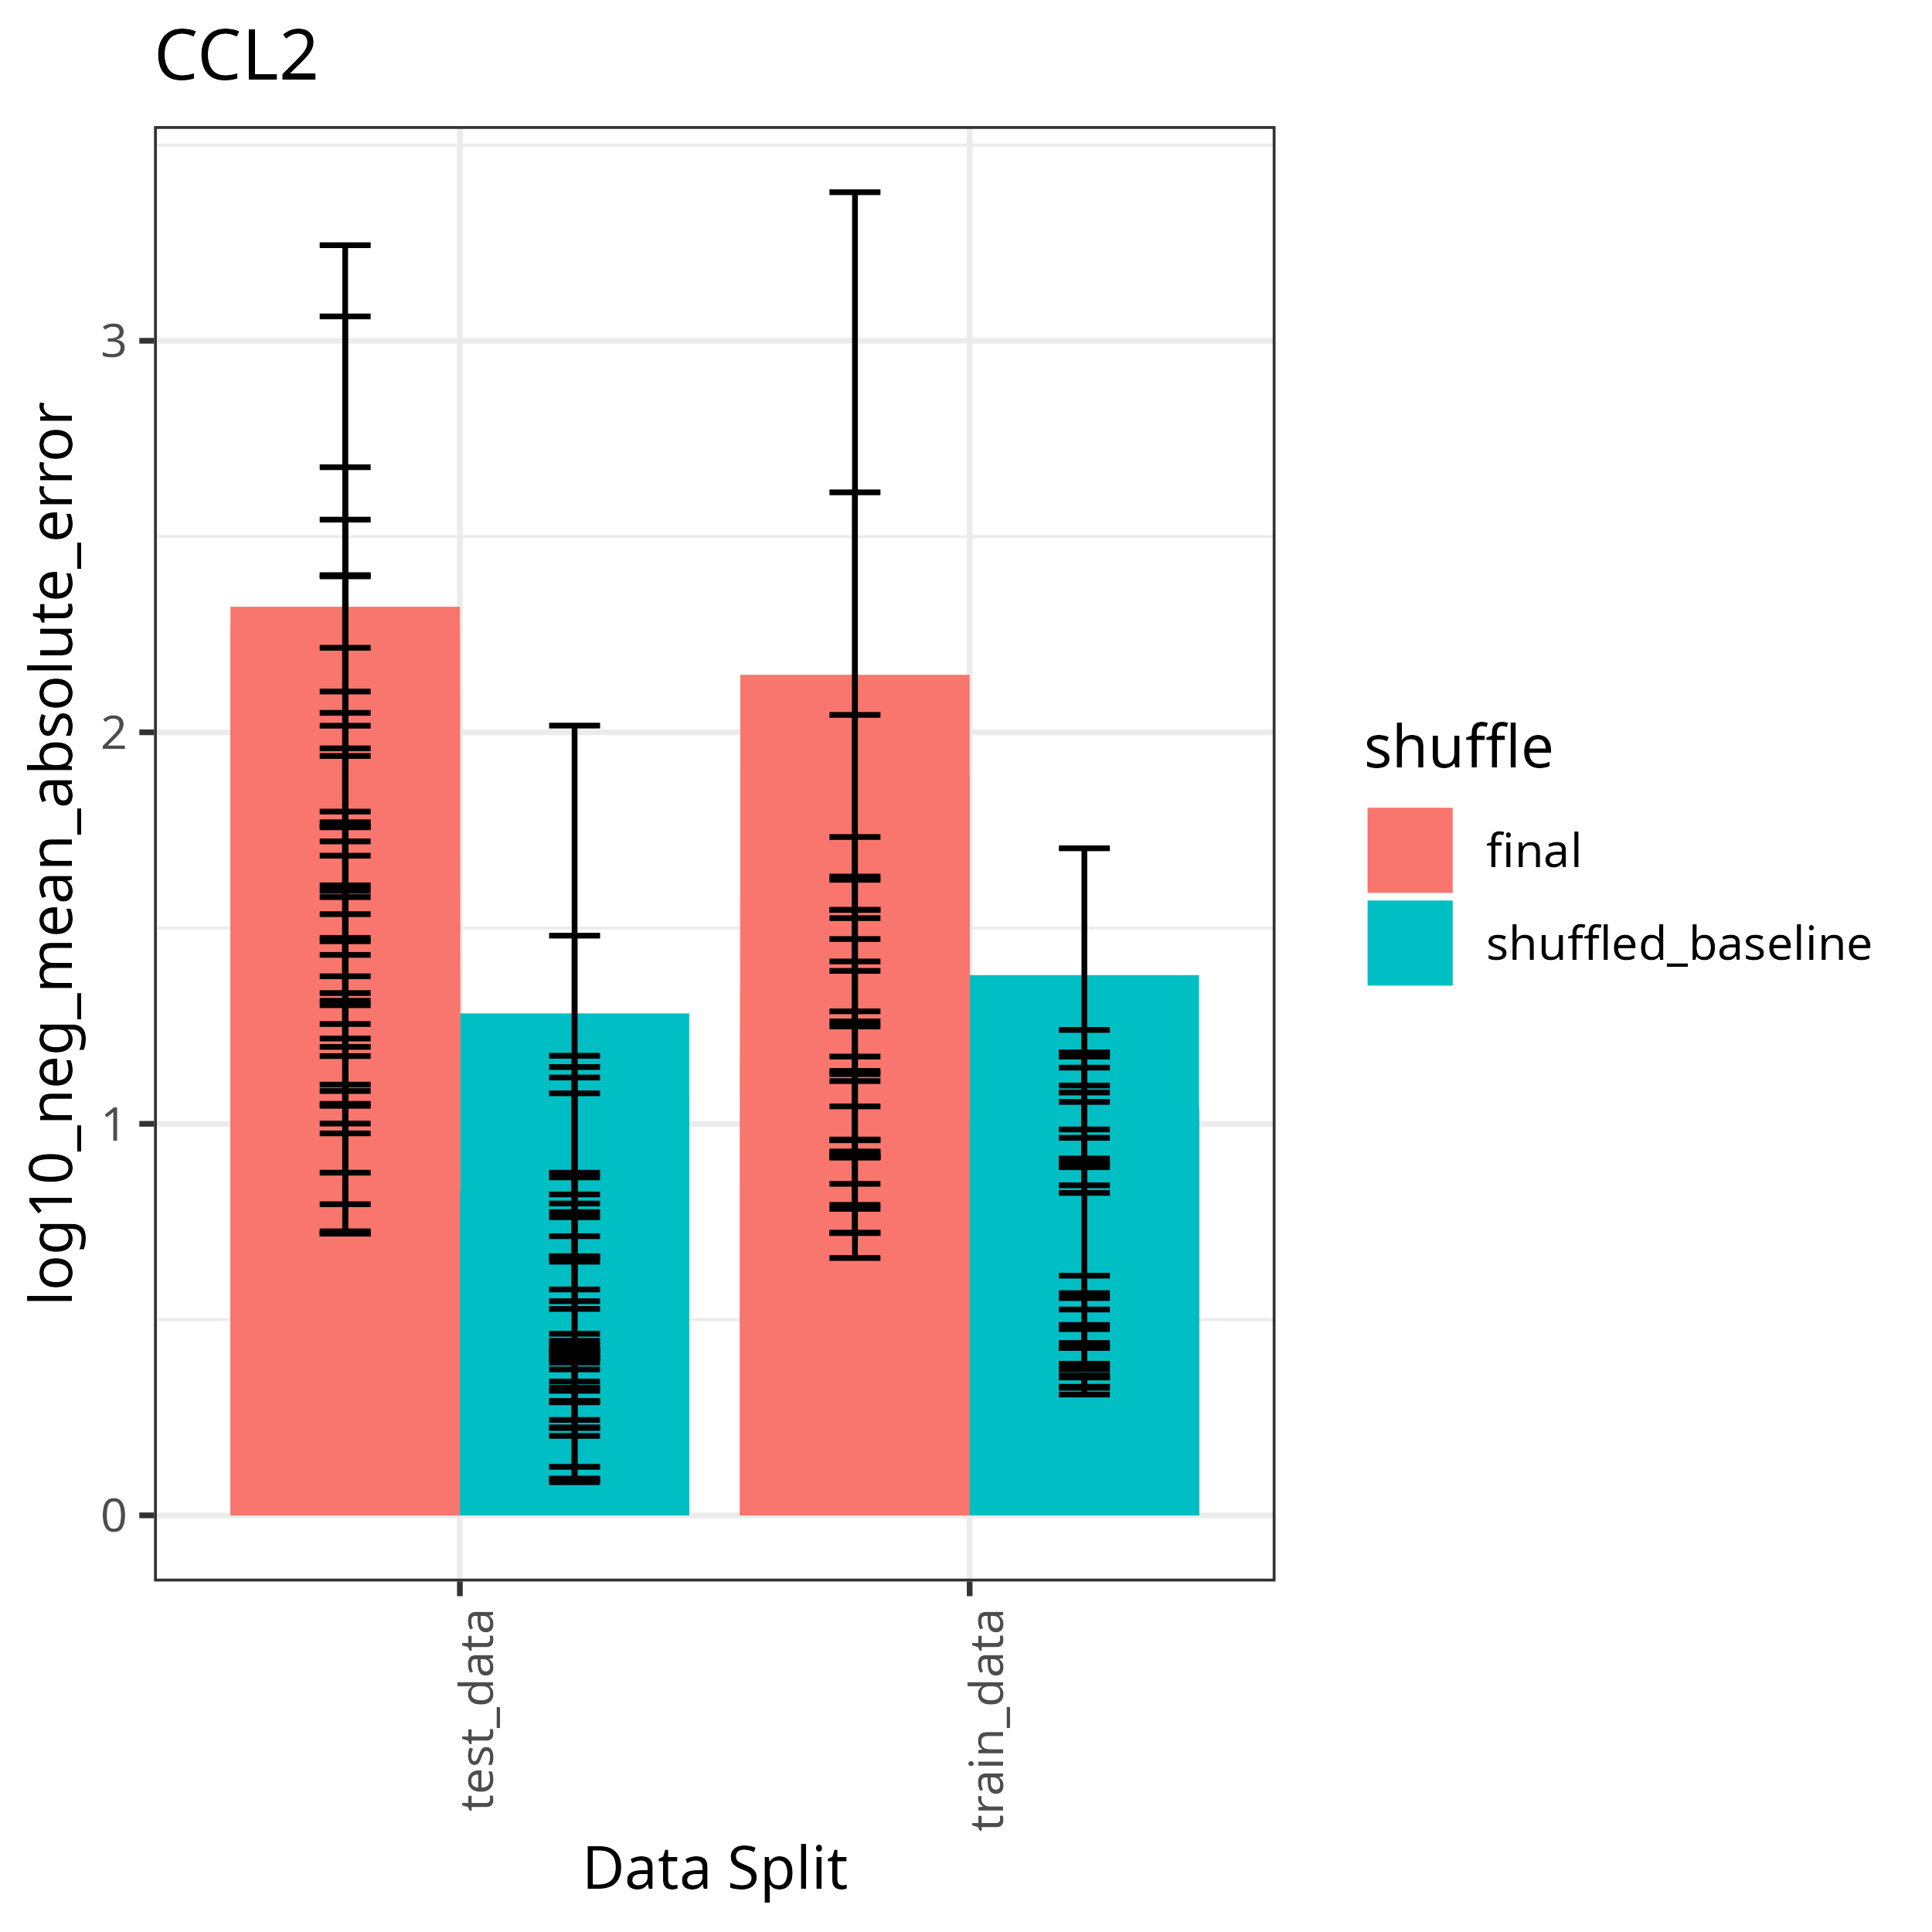 CCL2
log10_neg_mean_absolute_error
3
2
1
0
test_data
train_data
Data Split
shuffle
final
shuffled_baseline